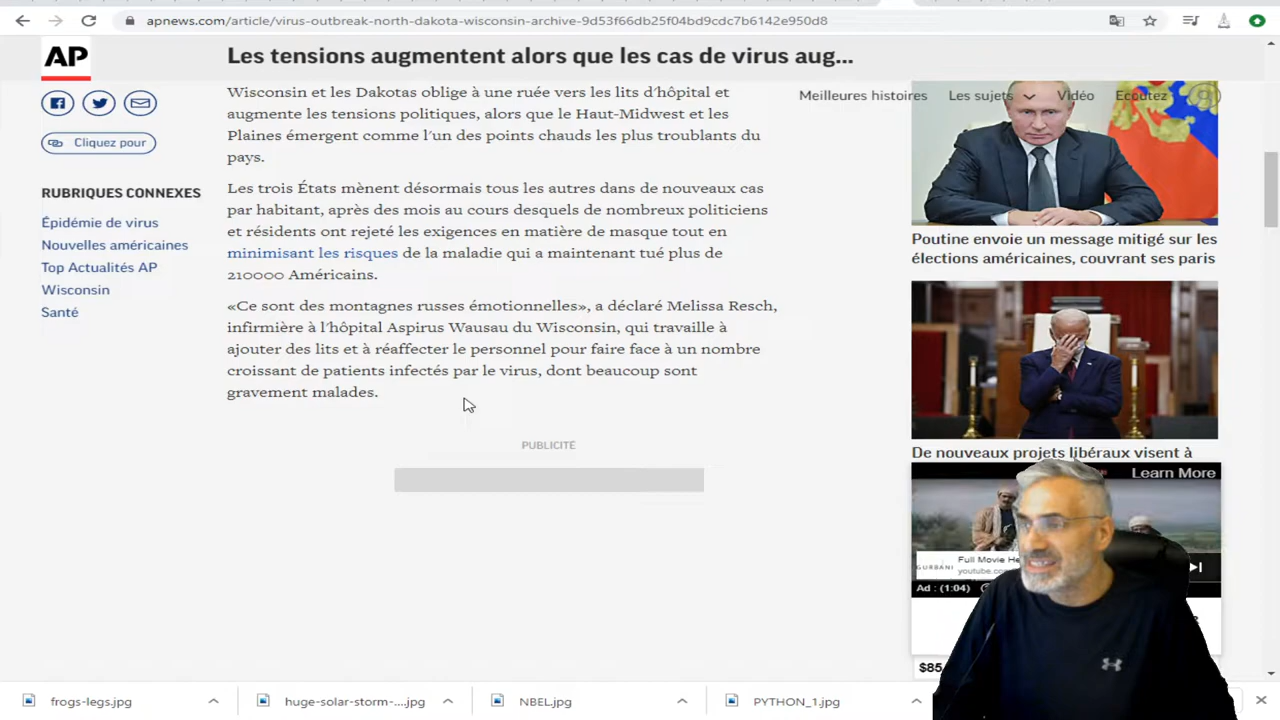 apnews.com/article/virus-outbreak-north-dakota-wisconsin-archive-9d53f66db25f04bd9cdc7b6142e950d8
AP
Les tensions augmentent alors que les cas de virus aug...
Meilleures histoires
Les sujets
Vidéo
Ecoutez
Cliquez pour
RUBRIQUES CONNEXES
Épidémie de virus
Nouvelles américaines
Top Actualités AP
Wisconsin
Santé
Wisconsin et les Dakotas oblige à une ruée vers les lits d'hôpital et
augmente les tensions politiques, alors que le Haut-Midwest et les
Plaines émergent comme l'un des points chauds les plus troublants du
pays.
Les trois États mènent désormais tous les autres dans de nouveaux cas
par habitant, après des mois au cours desquels de nombreux politiciens
et résidents ont rejeté les exigences en matière de masque tout en
minimisant les risques de la maladie qui a maintenant tué plus de
210000 Américains.
«Ce sont des montagnes russes émotionnelles», a déclaré Melissa Resch,
infirmière à l'hôpital Aspirus Wausau du Wisconsin, qui travaille à
ajouter des lits et à réaffecter le personnel pour faire face à un nombre
croissant de patients infectés par le virus, dont beaucoup sont
gravement malades.
PUBLICITÉ
Poutine envoie un message mitigé sur les
élections américaines, couvrant ses paris
De nouveaux projets libéraux visent à
Learn More
GURBANI
Full Movie He
youtube.co
Ad : (1:04)
$85
frogs-legs.jpg
huge-solar-storm-....jpg
NBEL.jpg
PYTHON_1.jpg